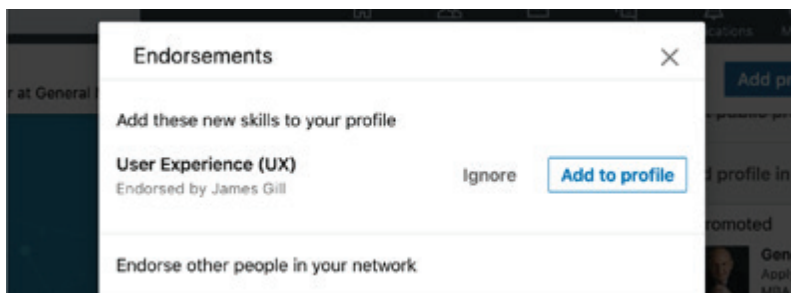 Endorsements
r at General
Add these new skills to your profile
User Experience (UX)
Endorsed by James Gill
Ignore
Add to profile
profile in
romoted
Gen
Endorse other people in your network